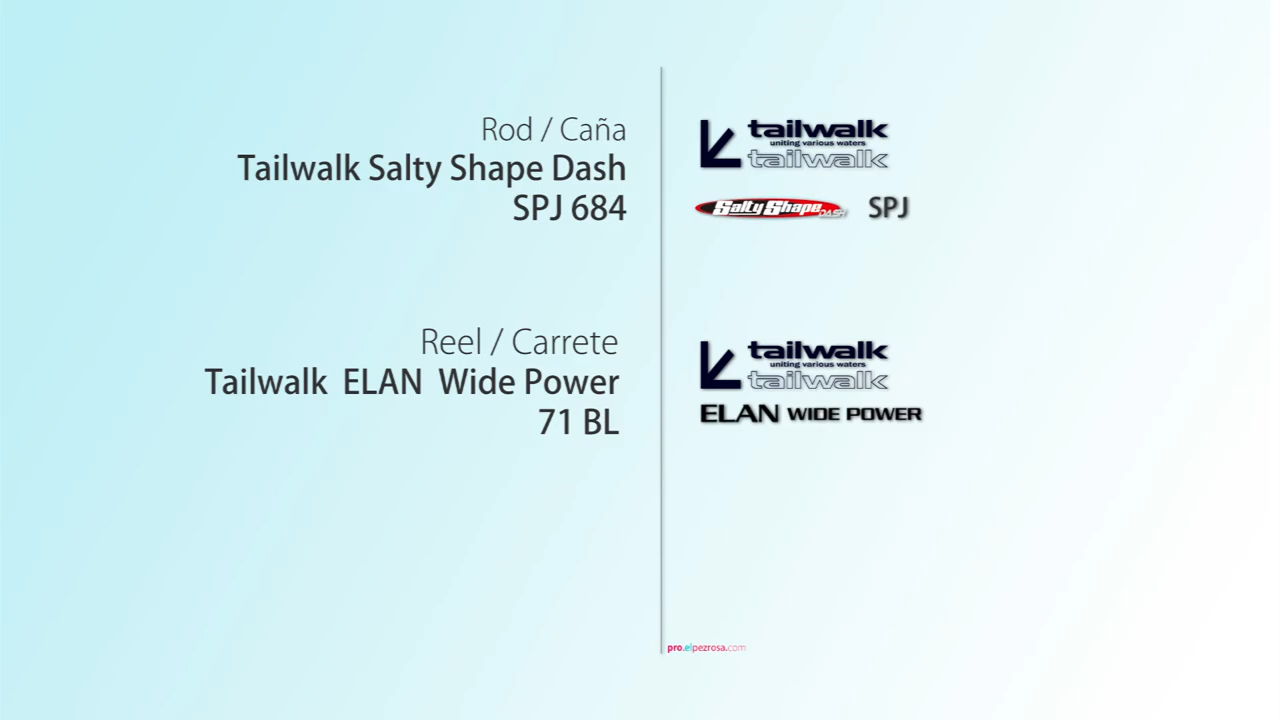 Rod / Caña
Tailwalk Salty Shape Dash
SPJ 684
tailwalk
uniting various waters
tailwalk
Salty Shape DASH SPJ
Reel / Carrete
Tailwalk ELAN Wide Power
71 BL
tailwalk
uniting various waters
tailwalk
ELAN WIDE POWER
pro.elpezrosa.com